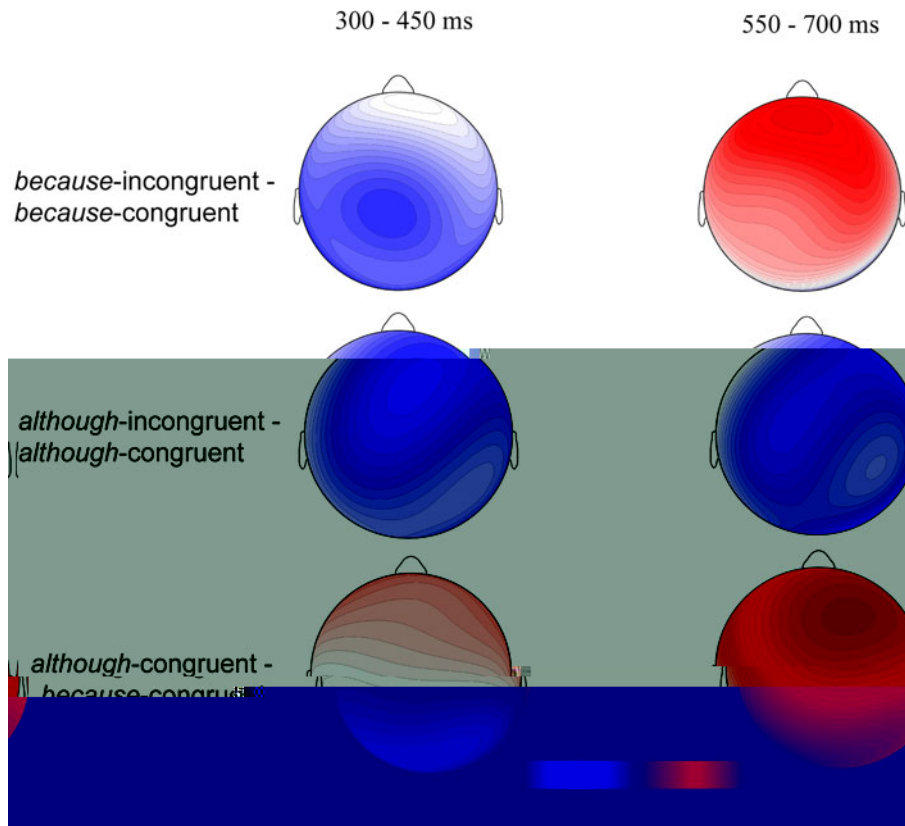 300 - 450 ms
550 - 700 ms
because-incongruent -
because-congruent
although-incongruent -
although-congruent
although-congruent -